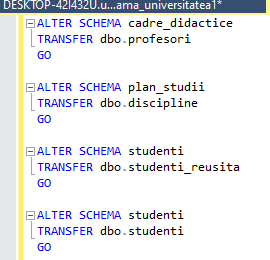 DESKTOP-42I432U.u...ama_universitatea1*
ALTER SCHEMA cadre_didactice
TRANSFER dbo.profesori
GO
ALTER SCHEMA plan_studii
TRANSFER dbo.discipline
GO
ALTER SCHEMA studenti
TRANSFER dbo.studenti_reusita
GO
ALTER SCHEMA studenti
TRANSFER dbo.studenti
GO